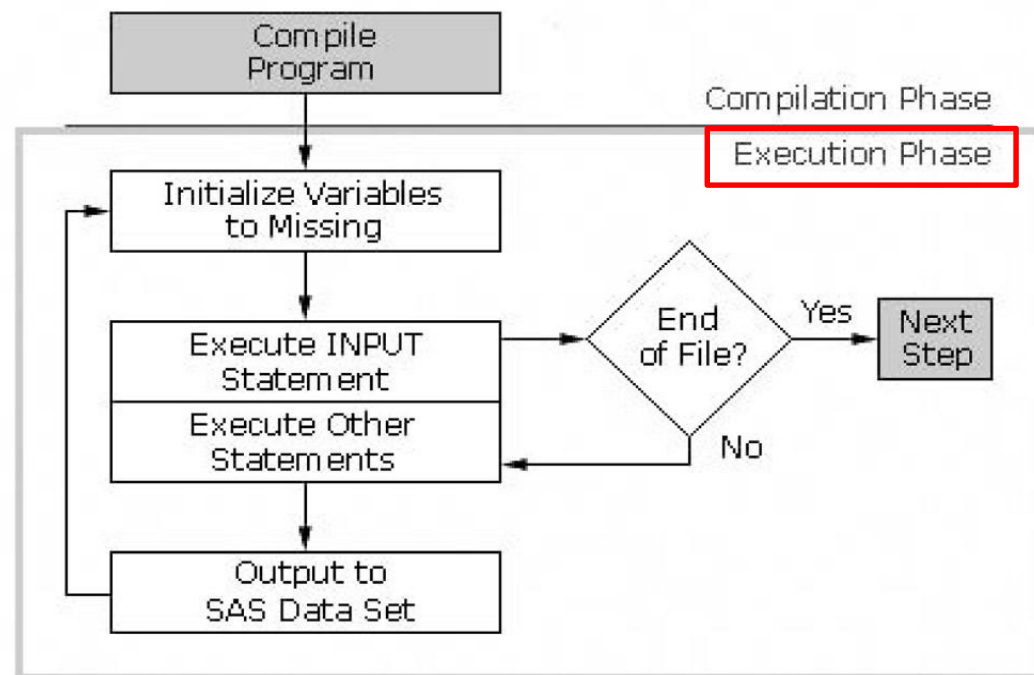 Compile
Program
Compilation Phase
Execution Phase
Initialize Variables
to Missing
Execute INPUT
Statement
End
of File?
Yes
Next
Step
Execute Other
Statements
No
Output to
SAS Data Set